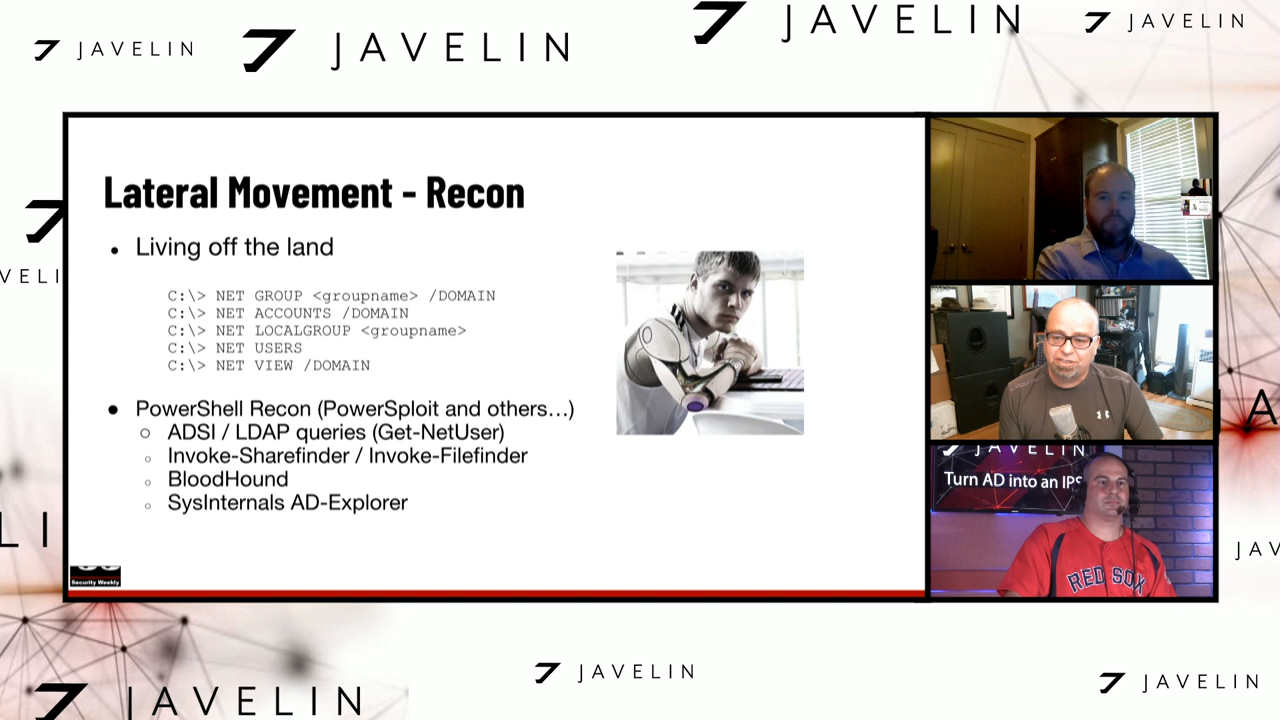 JAVELIN
JAVELIN
JAVELIN
JAVELIN
Lateral Movement - Recon
• Living off the land
C:\> NET GROUP <groupname> /DOMAIN
C:\> NET ACCOUNTS /DOMAIN
C:\> NET LOCALGROUP <groupname>
C:\> NET USERS
C:\> NET VIEW /DOMAIN
● PowerShell Recon (PowerSploit and others…)
○ ADSI / LDAP queries (Get-NetUser)
○ Invoke-Sharefinder / Invoke-Filefinder
○ BloodHound
○ SysInternals AD-Explorer
Security Weekly
JAVELIN
Turn AD into an IPS
RED SOX
VELI
LI
A
JAV
JAVELIN
JAVELIN
JAVELIN